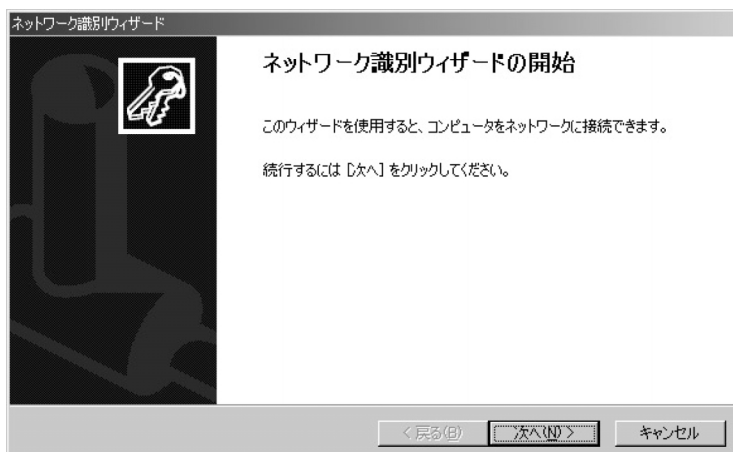 ネットワーク識別ウィザード
ネットワーク識別ウィザードの開始
このウィザードを使用すると、コンピュータをネットワークに接続できます。
続行するには [次へ] をクリックしてください。
< 戻る(B)
次へ(N) >
キャンセル